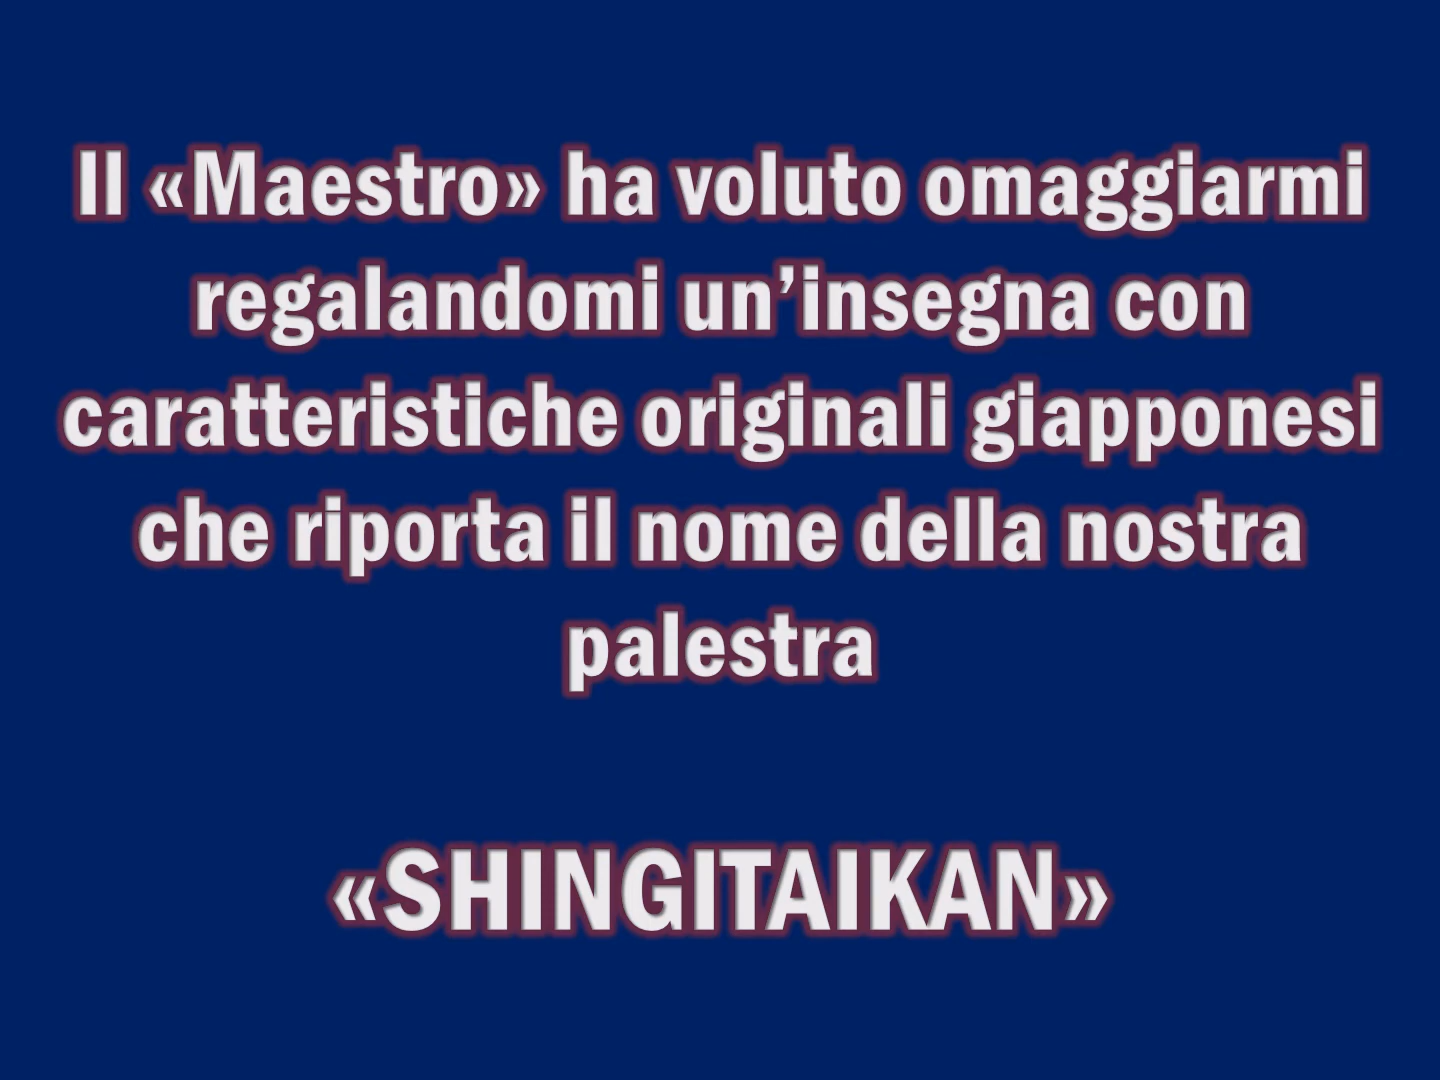 Il «Maestro» ha voluto omaggiarmi
regalandomi un’insegna con
caratteristiche originali giapponesi
che riporta il nome della nostra
palestra
«SHINGITAIKAN»